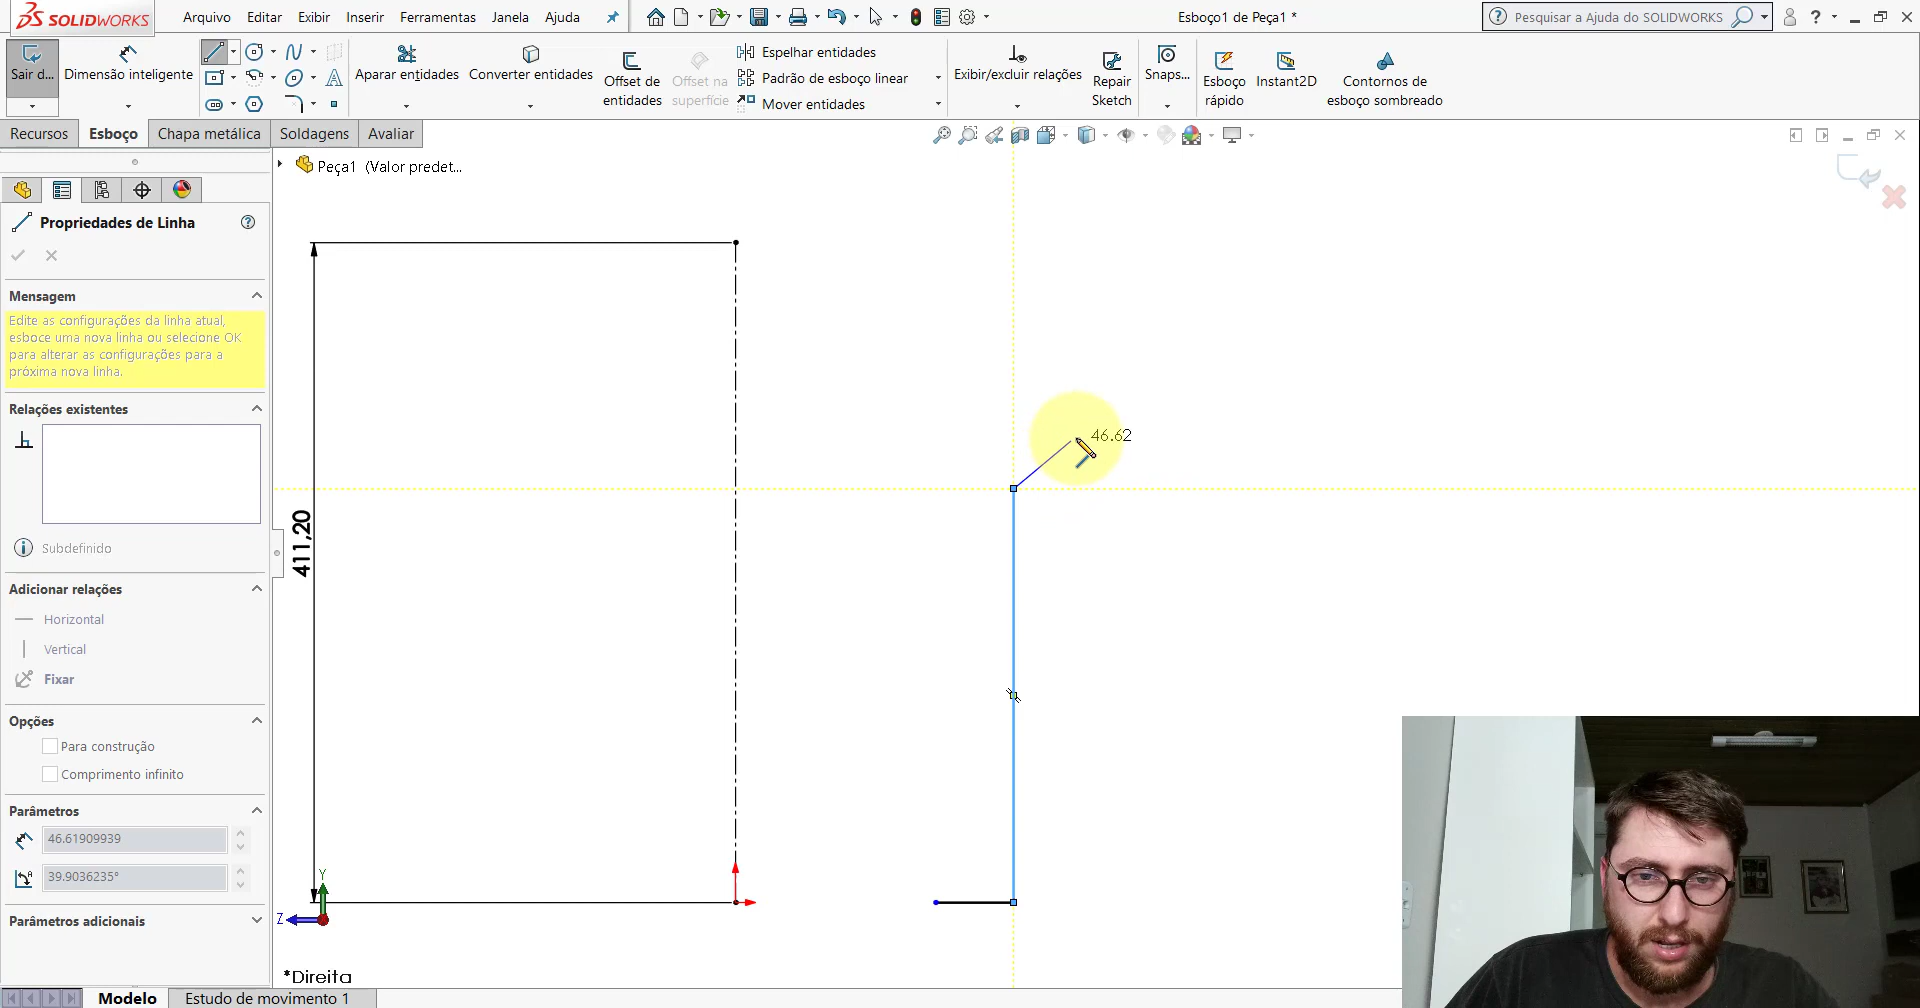 SOLIDWORKS
Arquivo Editar Exibir Inserir Ferramentas Janela Ajuda
Esboço1 de Peça1 *
Pesquisar a Ajuda do SOLIDWORKS
Sair d...
Dimensão inteligente
Aparar entidades
Converter entidades
Offset de entidades
Offset na superfície
Espelhar entidades
Padrão de esboço linear
Mover entidades
Exibir/excluir relações
Repair Sketch
Snaps...
Esboço rápido
Instant2D
Contornos de esboço sombreado
Recursos Esboço Chapa metálica Soldagens Avaliar
Peça1 (Valor predet...
Propriedades de Linha
Mensagem
Edite as configurações da linha atual,
esboce uma nova linha ou selecione OK
para alterar as configurações para a
próxima nova linha.
Relações existentes
Subdefinido
Adicionar relações
Horizontal
Vertical
Fixar
Opções
Para construção
Comprimento infinito
Parâmetros
46.61909939
39.9036235°
Parâmetros adicionais
411,20
46.62
Y
Z
*Direita
Modelo Estudo de movimento 1